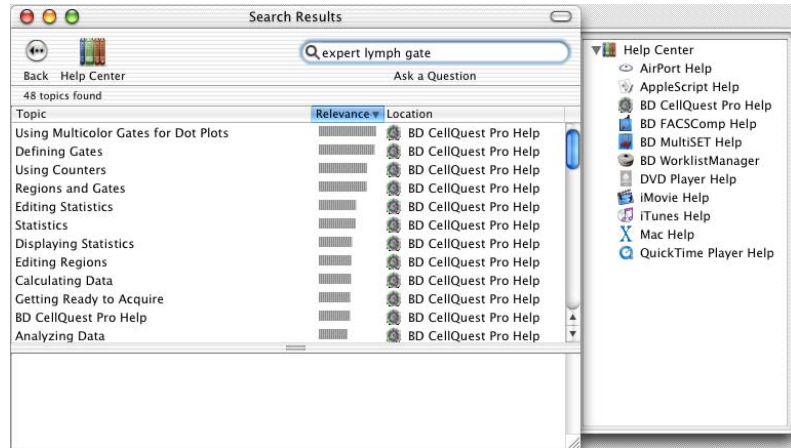 Search Results
expert lymph gate
Back Help Center
Ask a Question
48 topics found
Topic Relevance Location
Using Multicolor Gates for Dot Plots BD CellQuest Pro Help
Defining Gates BD CellQuest Pro Help
Using Counters BD CellQuest Pro Help
Regions and Gates BD CellQuest Pro Help
Editing Statistics BD CellQuest Pro Help
Statistics BD CellQuest Pro Help
Displaying Statistics BD CellQuest Pro Help
Editing Regions BD CellQuest Pro Help
Calculating Data BD CellQuest Pro Help
Getting Ready to Acquire BD CellQuest Pro Help
BD CellQuest Pro Help BD CellQuest Pro Help
Analyzing Data BD CellQuest Pro Help
Help Center
AirPort Help
AppleScript Help
BD CellQuest Pro Help
BD FACSComp Help
BD MultiSET Help
BD WorklistManager
DVD Player Help
iMovie Help
iTunes Help
Mac Help
QuickTime Player Help